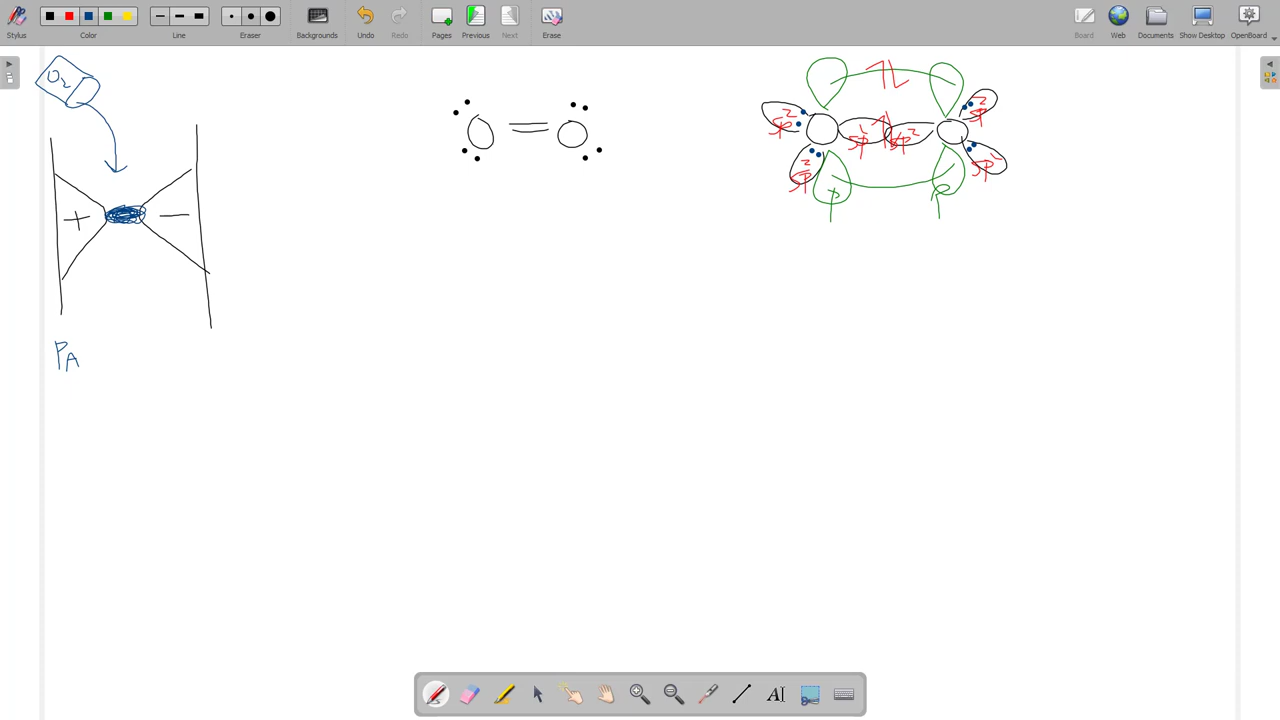 Stylus
Color
Line
Eraser
Backgrounds
Undo
Redo
Pages
Previous
Next
Erase
Board
Web
Documents
Show Desktop
OpenBoard
O₂
+
−
PA
O = O
sp²
sp²
sp²
sp²
sp²
sp²
p
p